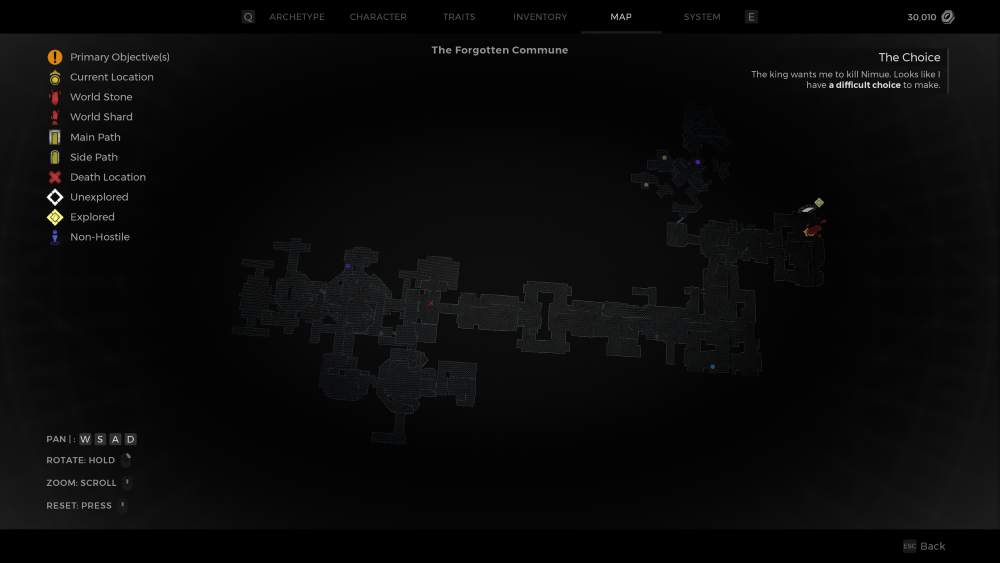 Q ARCHETYPE CHARACTER TRAITS INVENTORY MAP SYSTEM E 30,010
The Forgotten Commune
The Choice
The king wants me to kill Nimue. Looks like I
have a difficult choice to make.
Primary Objective(s)
Current Location
World Stone
World Shard
Main Path
Side Path
Death Location
Unexplored
Explored
Non-Hostile
PAN | : W S A D
ROTATE: HOLD
ZOOM: SCROLL
RESET: PRESS
ESC Back